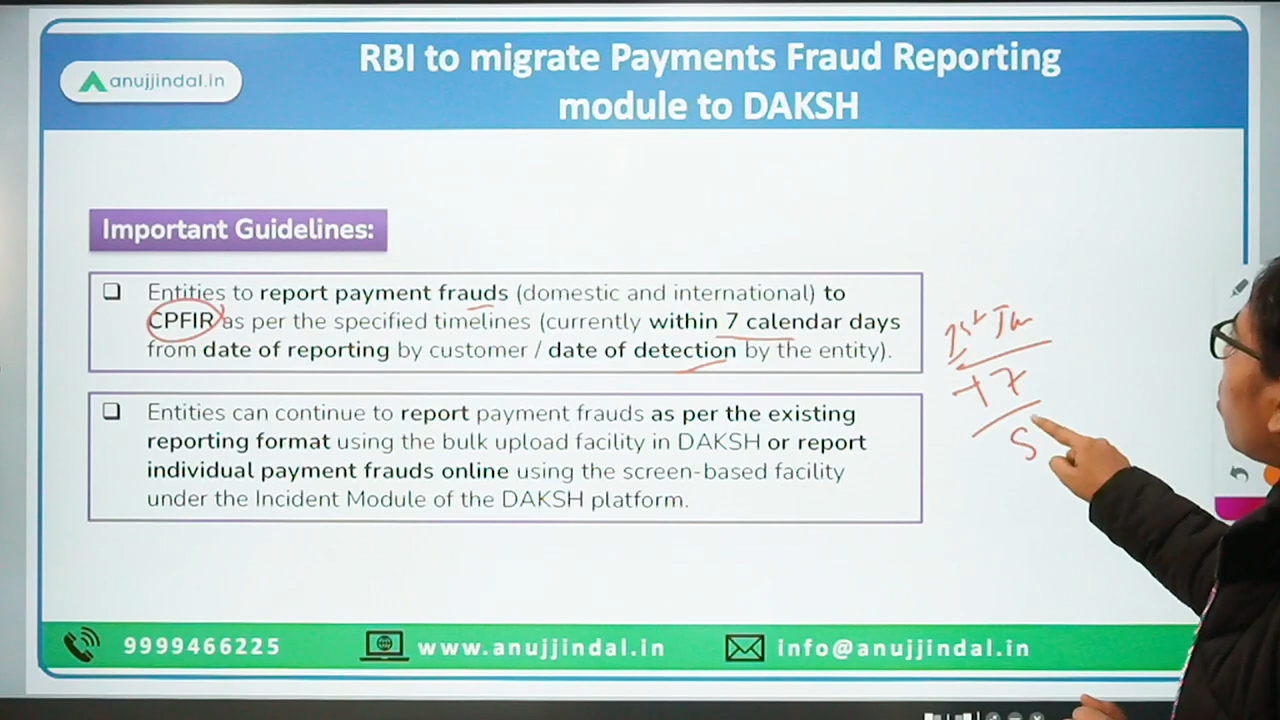 RBI to migrate Payments Fraud Reporting
module to DAKSH
anujjindal.in
Important Guidelines:
Entities to report payment frauds (domestic and international) to
CPFIR as per the specified timelines (currently within 7 calendar days
from date of reporting by customer / date of detection by the entity).
Entities can continue to report payment frauds as per the existing
reporting format using the bulk upload facility in DAKSH or report
individual payment frauds online using the screen-based facility
under the Incident Module of the DAKSH platform.
+7
9999466225
www.anujjindal.in
info@anujjindal.in